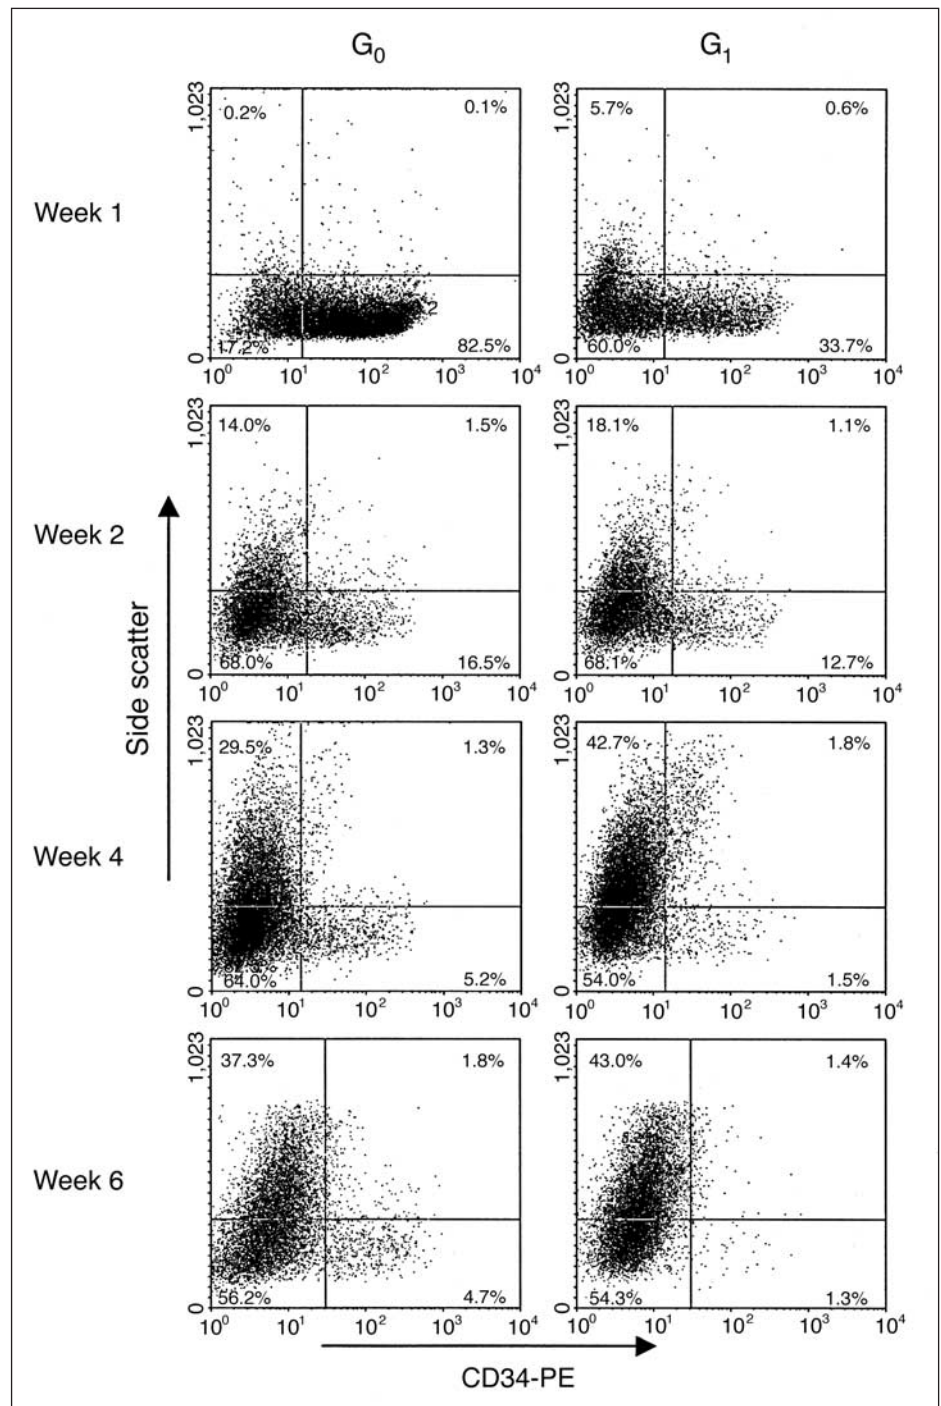 G0 G1
Week 1
1,023
0.2% 0.1%
17.2% 82.5%
0
10^0 10^1 10^2 10^3 10^4
1,023
5.7% 0.6%
60.0% 33.7%
0
10^0 10^1 10^2 10^3 10^4
Week 2
1,023
14.0% 1.5%
68.0% 16.5%
0
10^0 10^1 10^2 10^3 10^4
1,023
18.1% 1.1%
68.1% 12.7%
0
10^0 10^1 10^2 10^3 10^4
Side scatter
Week 4
1,023
29.5% 1.3%
64.0% 5.2%
0
10^0 10^1 10^2 10^3 10^4
1,023
42.7% 1.8%
54.0% 1.5%
0
10^0 10^1 10^2 10^3 10^4
Week 6
1,023
37.3% 1.8%
56.2% 4.7%
0
10^0 10^1 10^2 10^3 10^4
1,023
43.0% 1.4%
54.3% 1.3%
0
10^0 10^1 10^2 10^3 10^4
CD34-PE